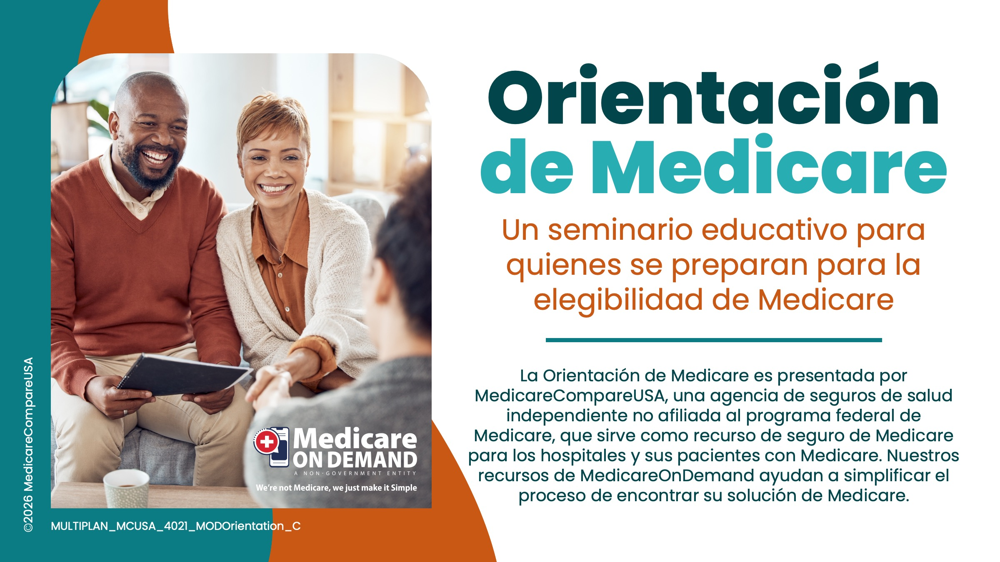 Orientación
de Medicare
Un seminario educativo para
quienes se preparan para la
elegibilidad de Medicare
La Orientación de Medicare es presentada por
MedicareCompareUSA, una agencia de seguros de salud
independiente no afiliada al programa federal de
Medicare, que sirve como recurso de seguro de Medicare
para los hospitales y sus pacientes con Medicare. Nuestros
recursos de MedicareOnDemand ayudan a simplificar el
proceso de encontrar su solución de Medicare.
Medicare
ON DEMAND
A NON-GOVERNMENT ENTITY
We're not Medicare, we just make it Simple
©2026 MedicareCompareUSA
MULTIPLAN_MCUSA_4021_MODOrientation_C